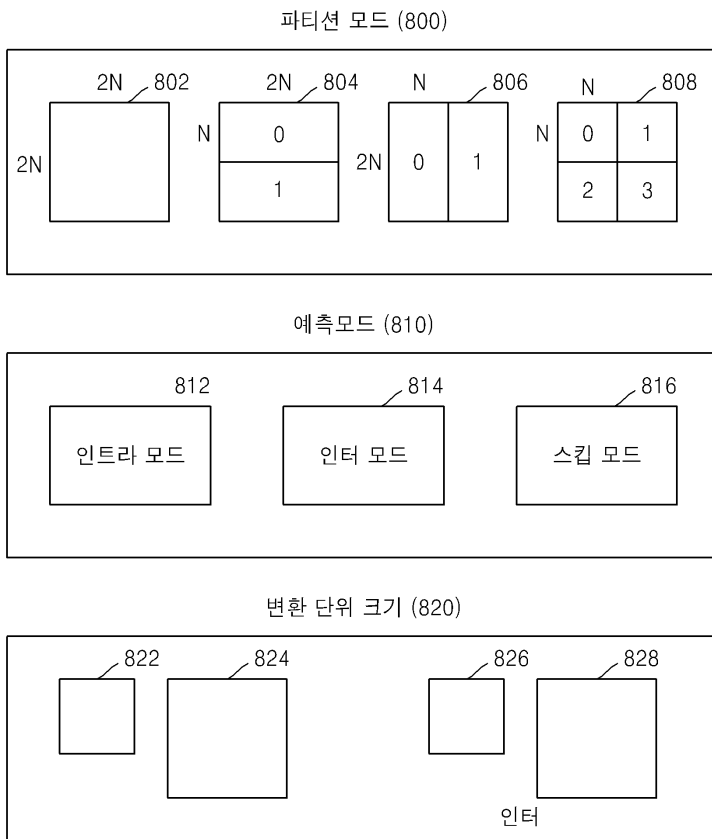 파티션 모드 (800)
2N 802 2N 804 N 806 N 808
2N N 0 2N 0 1 N 0 1
1 2 3
예측모드 (810)
812 814 816
인트라 모드 인터 모드 스킵 모드
변환 단위 크기 (820)
822 824 826 828
인터